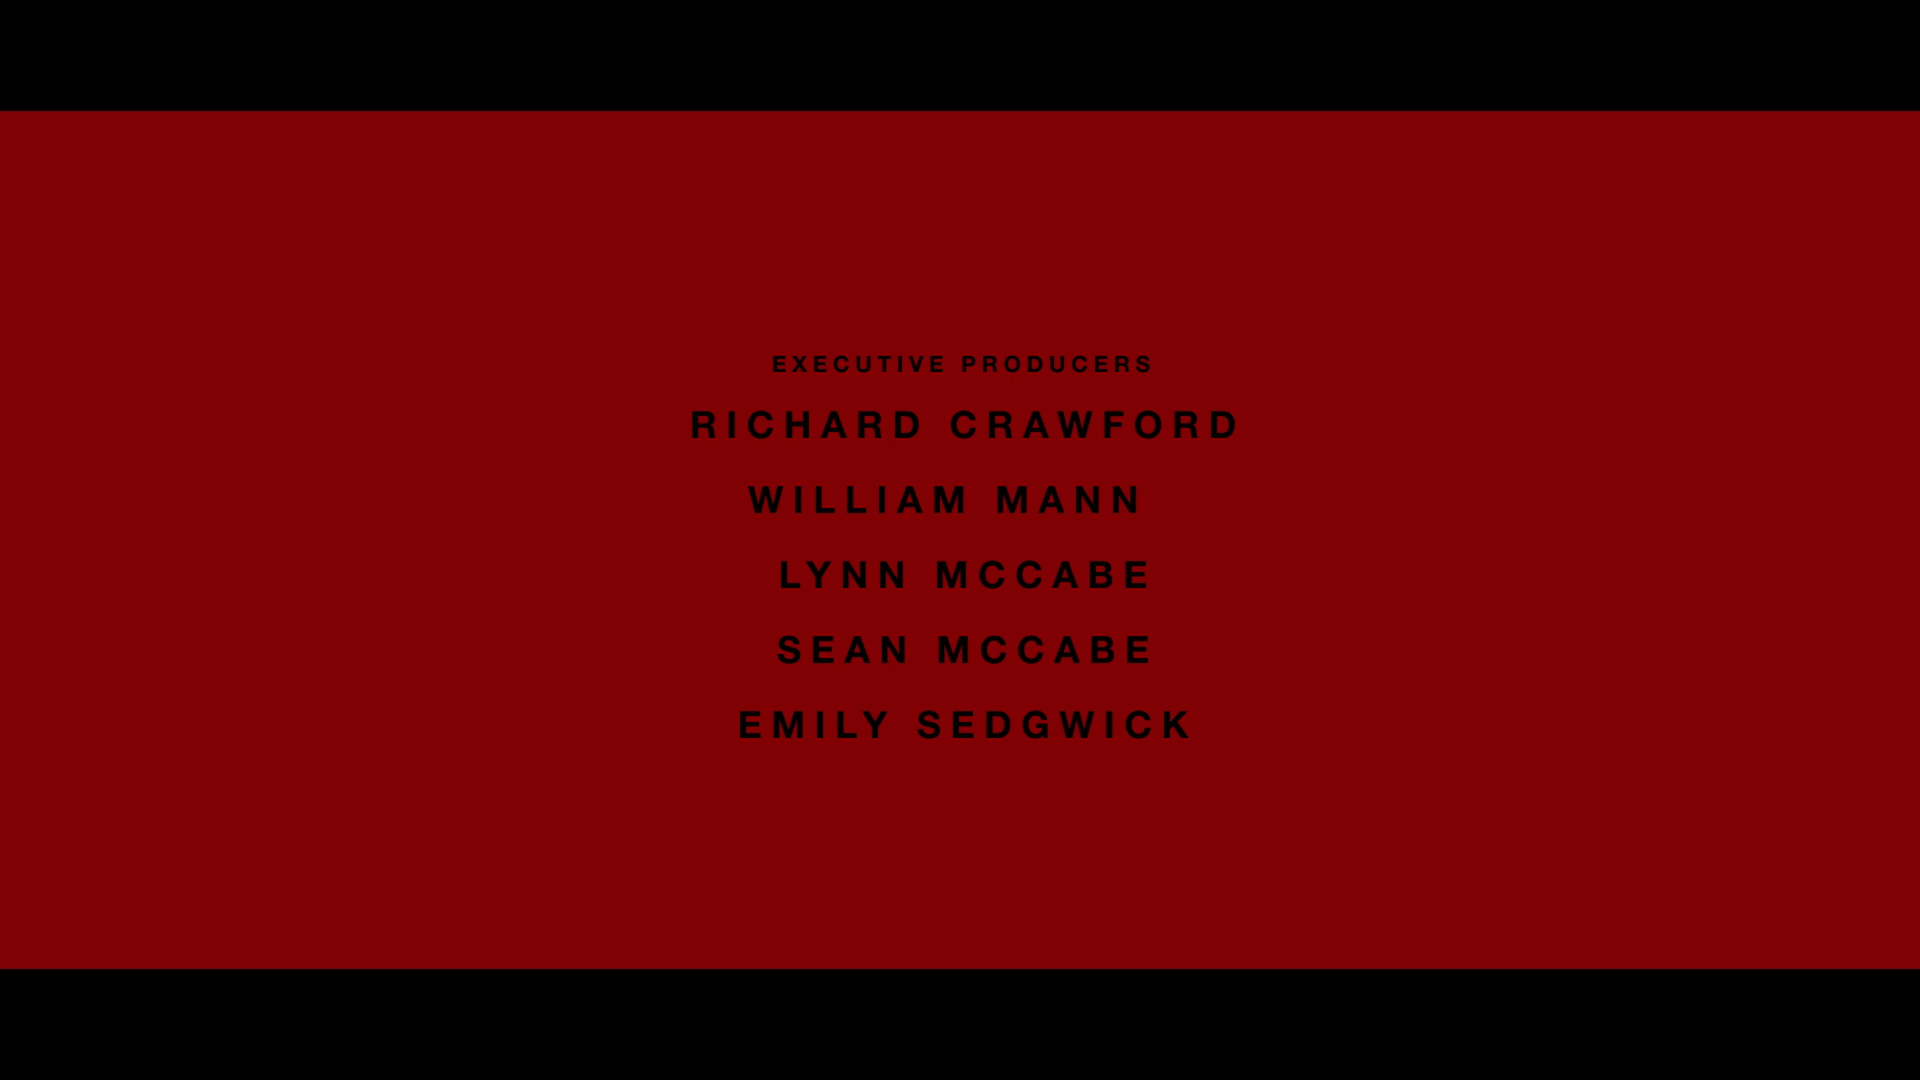 EXECUTIVE PRODUCERS
RICHARD CRAWFORD
WILLIAM MANN
LYNN MCCABE
SEAN MCCABE
EMILY SEDGWICK